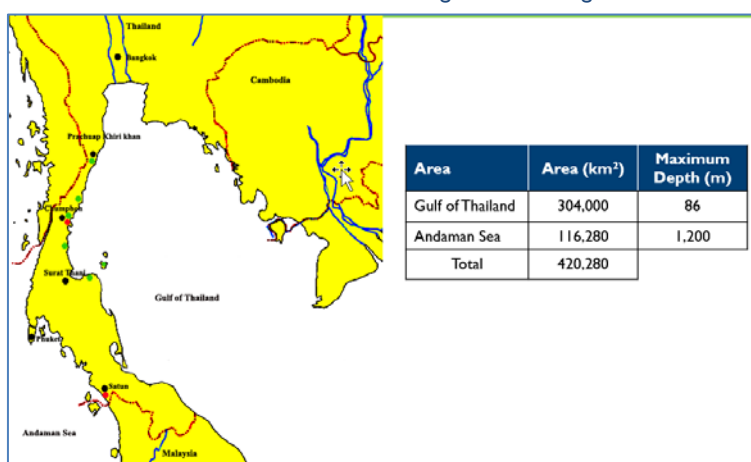 Thailand
Bangkok
Cambodia
Prachuap Khiri khan
Champhon
Surat Thani
Gulf of Thailand
Phuket
Satun
Andaman Sea
Malaysia
Area Area (km²) Maximum Depth (m)
Gulf of Thailand 304,000 86
Andaman Sea 116,280 1,200
Total 420,280